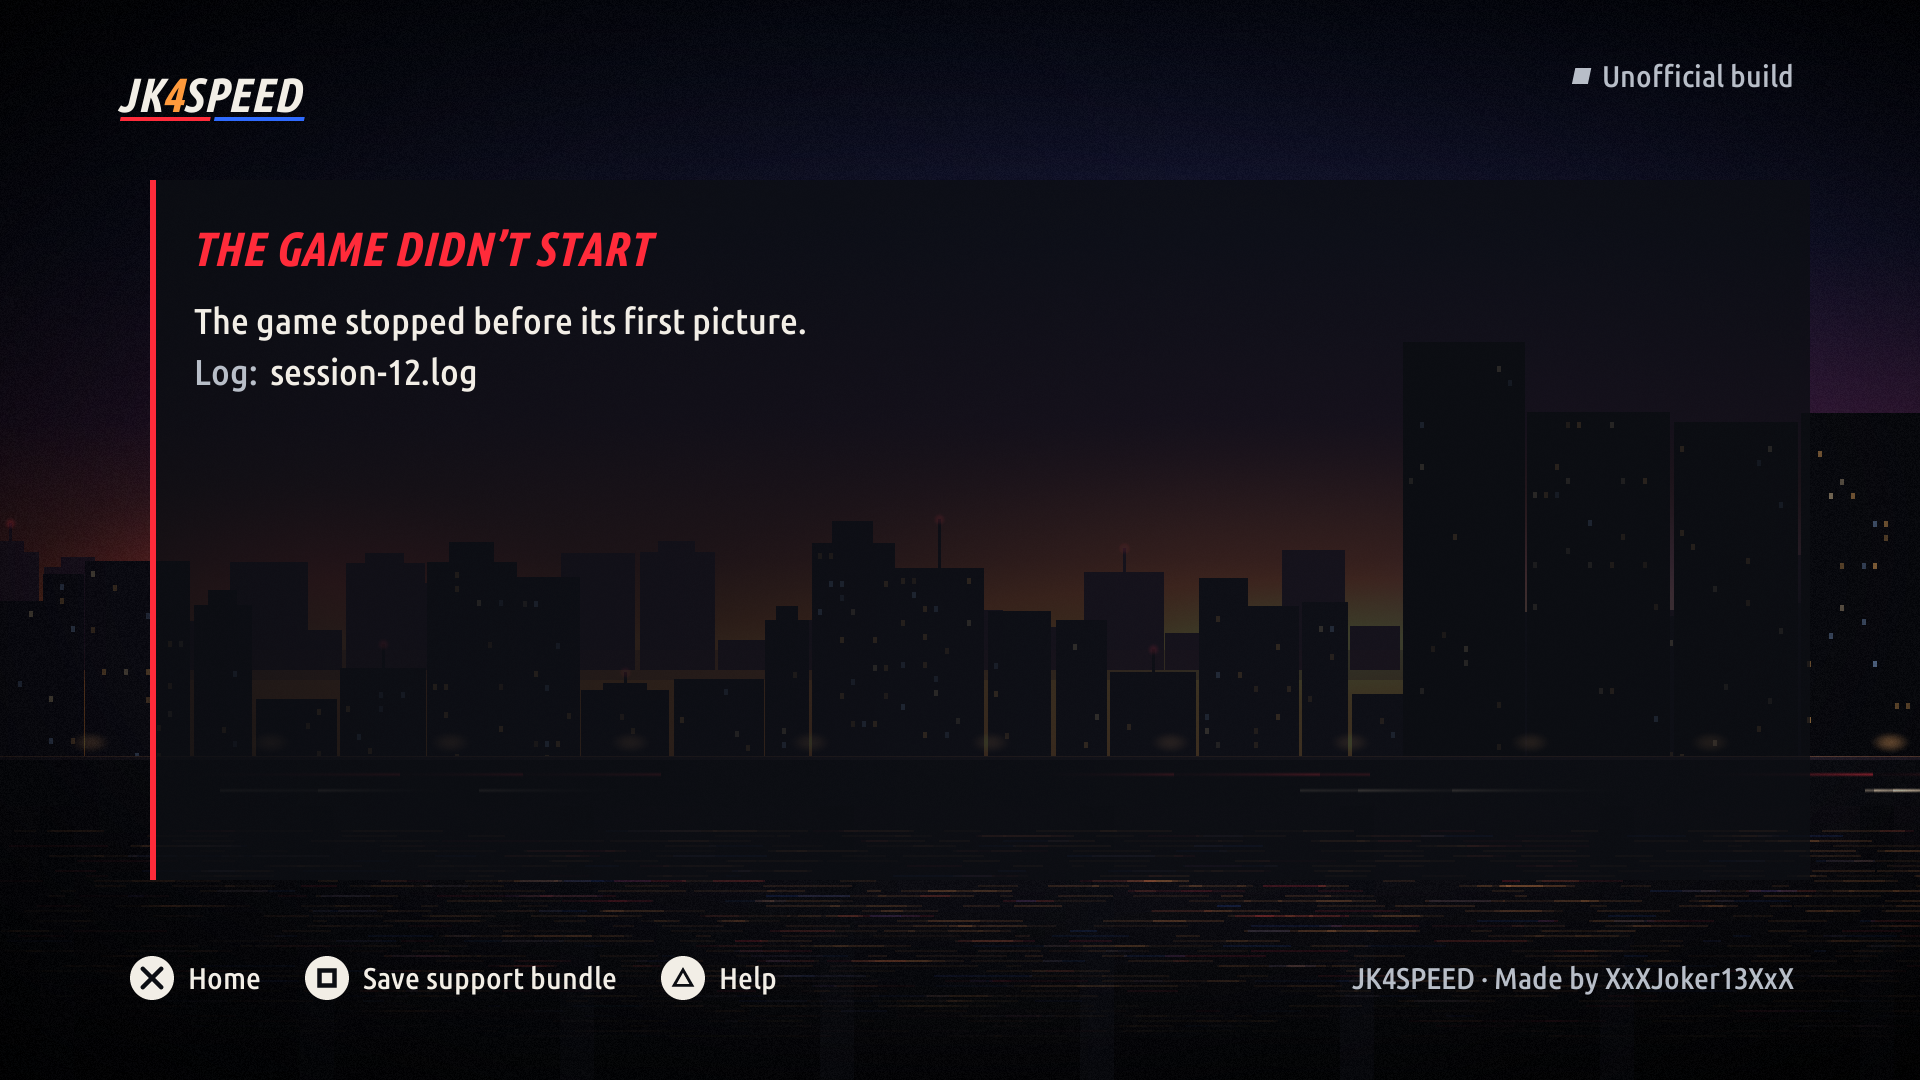 JK4SPEED
Unofficial build
THE GAME DIDN’T START
The game stopped before its first picture.
Log: session-12.log
Home
Save support bundle
Help
JK4SPEED · Made by XxXJoker13XxX